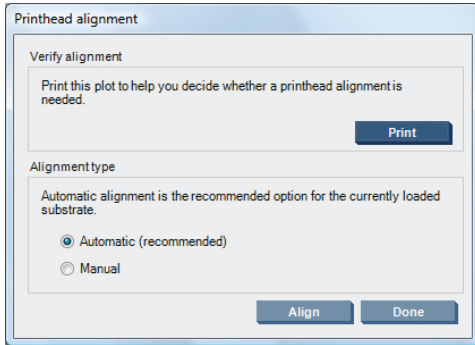 Printhead alignment
Verify alignment
Print this plot to help you decide whether a printhead alignment is
needed.
Print
Alignment type
Automatic alignment is the recommended option for the currently loaded
substrate.
Automatic (recommended)
Manual
Align Done